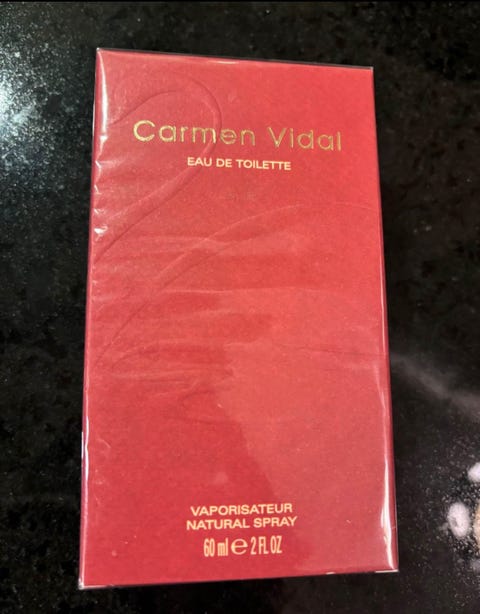 Carmen Vidal
EAU DE TOILETTE
VAPORISATEUR
NATURAL SPRAY
60 ml ℮ 2 FL OZ